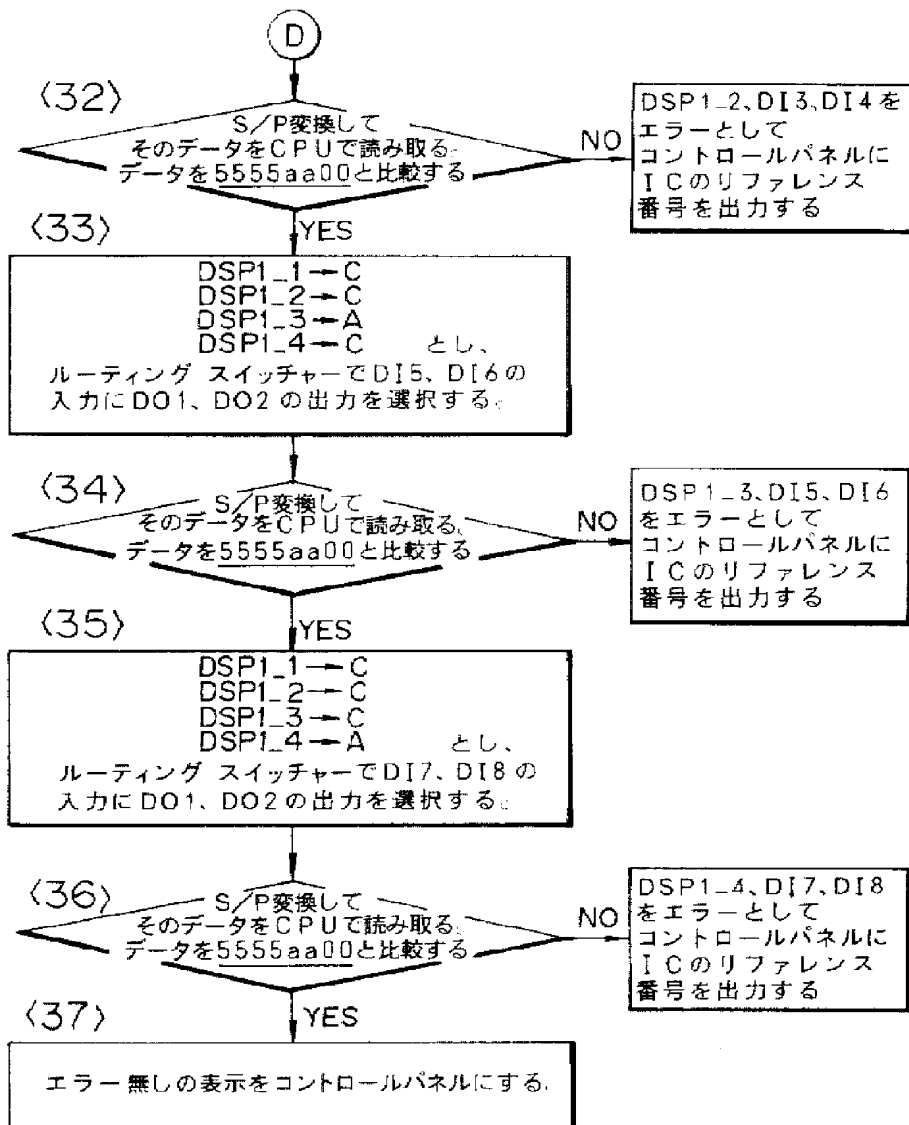 D
〈32〉
S/P変換して
そのデータをCPUで読み取る。
データを5555aa00と比較する
NO
DSP1_2、DI3、DI4を
エラーとして
コントロールパネルに
ICのリファレンス
番号を出力する
YES
〈33〉
DSP1_1→C
DSP1_2→C
DSP1_3→A
DSP1_4→C とし、
ルーティング スイッチャーでDI5、DI6の
入力にDO1、DO2の出力を選択する。
〈34〉
S/P変換して
そのデータをCPUで読み取る。
データを5555aa00と比較する
NO
DSP1_3、DI5、DI6
をエラーとして
コントロールパネルに
ICのリファレンス
番号を出力する
YES
〈35〉
DSP1_1→C
DSP1_2→C
DSP1_3→C
DSP1_4→A とし、
ルーティング スイッチャーでDI7、DI8の
入力にDO1、DO2の出力を選択する。
〈36〉
S/P変換して
そのデータをCPUで読み取る。
データを5555aa00と比較する
NO
DSP1_4、DI7、DI8
をエラーとして
コントロールパネルに
ICのリファレンス
番号を出力する
YES
〈37〉
エラー無しの表示をコントロールパネルにする。